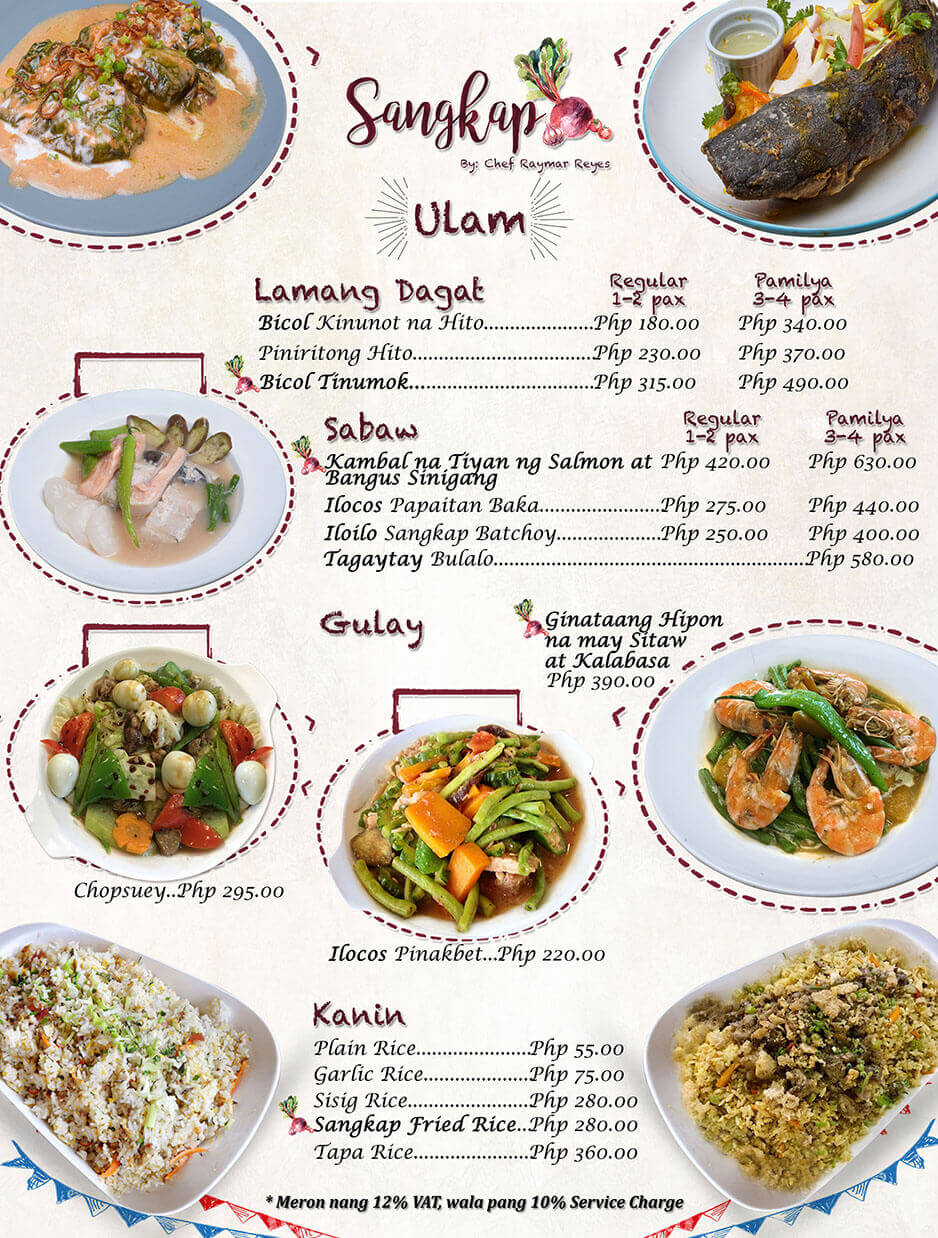 Sangkap
By: Chef Raymar Reyes
Ulam
Lamang Dagat Regular 1-2 pax Pamilya 3-4 pax
Bicol Kinunot na Hito......................Php 180.00 Php 340.00
Piniritong Hito...................................Php 230.00 Php 370.00
Bicol Tinumok....................................Php 315.00 Php 490.00
Sabaw Regular 1-2 pax Pamilya 3-4 pax
Kambal na Tiyan ng Salmon at Php 420.00 Php 630.00
Bangus Sinigang
Ilocos Papaitan Baka.......................Php 275.00 Php 440.00
Iloilo Sangkap Batchoy....................Php 250.00 Php 400.00
Tagaytay Bulalo............................................................Php 580.00
Gulay
Ginataang Hipon
na may Sitaw
at Kalabasa
Php 390.00
Chopsuey..Php 295.00
Ilocos Pinakbet...Php 220.00
Kanin
Plain Rice......................Php 55.00
Garlic Rice....................Php 75.00
Sisig Rice.......................Php 280.00
Sangkap Fried Rice..Php 280.00
Tapa Rice......................Php 360.00
* Meron nang 12% VAT, wala pang 10% Service Charge